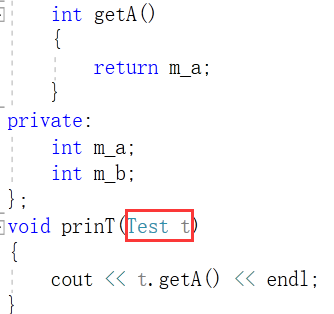 int getA()
{
return m_a;
}
private:
int m_a;
int m_b;
};
void prinT(Test t)
{
cout << t.getA() << endl;
}